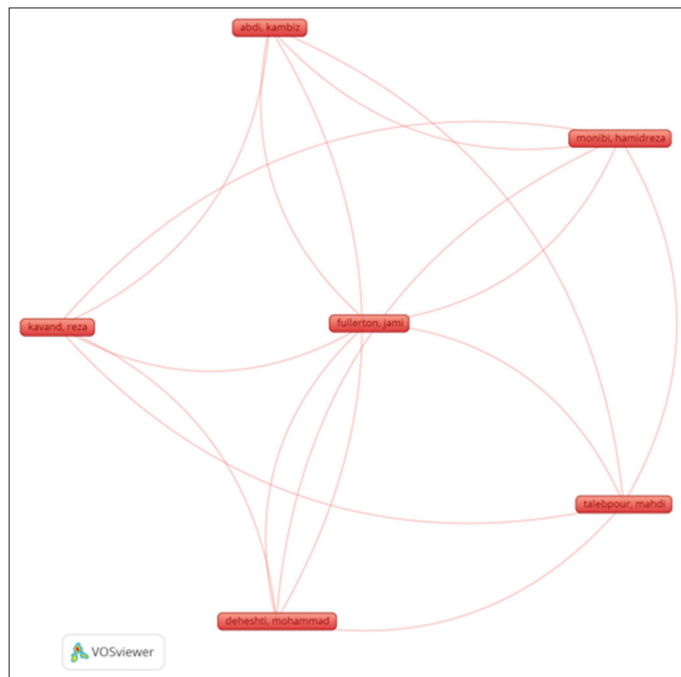 abdi, kambiz
monibi, hamidreza
kavand, reza
fullerton, jami
talebpour, mahdi
deheshti, mohammad
VOSviewer